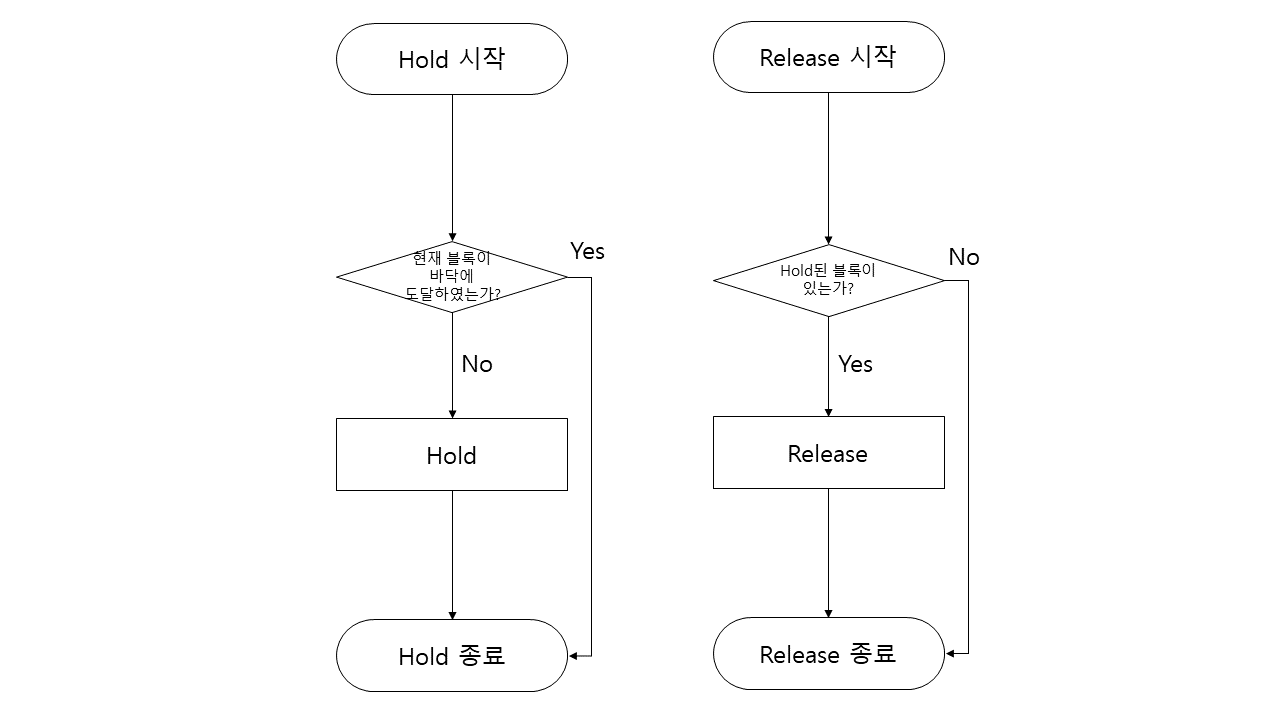 Hold 시작
현재 블록이
바닥에
도달하였는가?
Yes
No
Hold
Hold 종료
Release 시작
Hold된 블록이
있는가?
No
Yes
Release
Release 종료